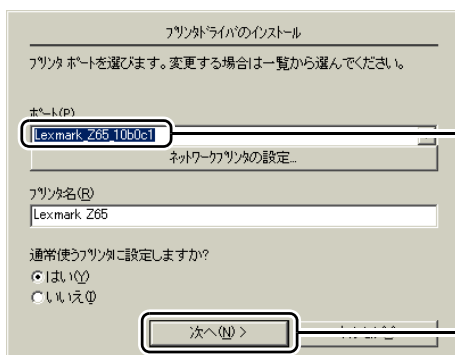 プリンタドライバのインストール
プリンタ ポートを選びます。変更する場合は一覧から選んでください。
ポート(P)
Lexmark_Z65_10b0c1
ネットワークプリンタの設定...
プリンタ名(R)
Lexmark Z65
通常使うプリンタに設定しますか?
はい(Y)
いいえ(I)
次へ(N) >